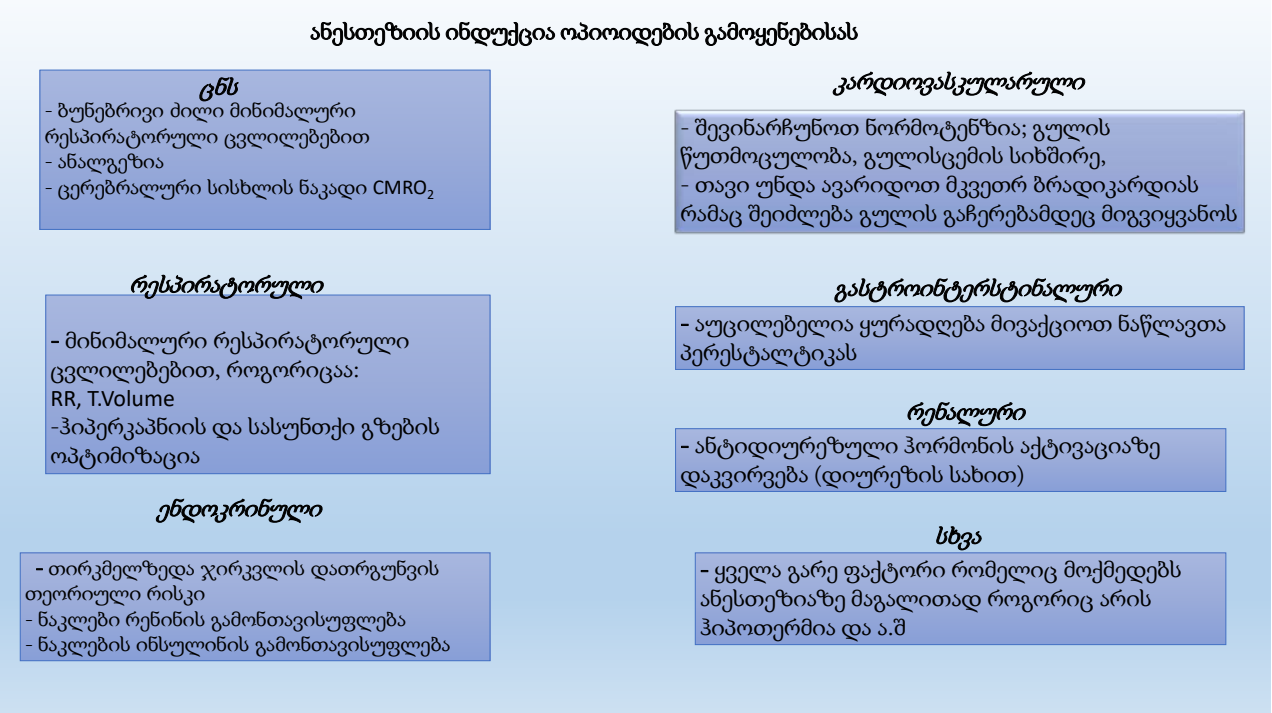 ანესთეზიის ინდუქცია ოპიოიდების გამოყენებისას
ცნს
- ბუნებრივი ძილი მინიმალური
რესპირატორული ცვლილებებით
- ანალგეზია
- ცერებრალური სისხლის ნაკადი CMRO₂
რესპირატორული
- მინიმალური რესპირატორული
ცვლილებებით, როგორიცაა:
RR, T.Volume
-ჰიპერკაპნიის და სასუნთქი გზების
ოპტიმიზაცია
ენდოკრინული
- თირკმელზედა ჯირკვლის დათრგუნვის
თეორიული რისკი
- ნაკლები რენინის გამონთავისუფლება
- ნაკლების ინსულინის გამონთავისუფლება
კარდიოვასკულარული
- შევინარჩუნოთ ნორმოტენზია; გულის
წუთმოცულობა, გულისცემის სიხშირე,
- თავი უნდა ავარიდოთ მკვეთრ ბრადიკარდიას
რამაც შეიძლება გულის გაჩერებამდეც მიგვიყვანოს
გასტროინტერსტინალური
- აუცილებელია ყურადღება მივაქციოთ ნაწლავთა
პერესტალტიკას
რენალური
- ანტიდიურეზული ჰორმონის აქტივაციაზე
დაკვირვება (დიურეზის სახით)
სხვა
- ყველა გარე ფაქტორი რომელიც მოქმედებს
ანესთეზიაზე მაგალითად როგორიც არის
ჰიპოთერმია და ა.შ